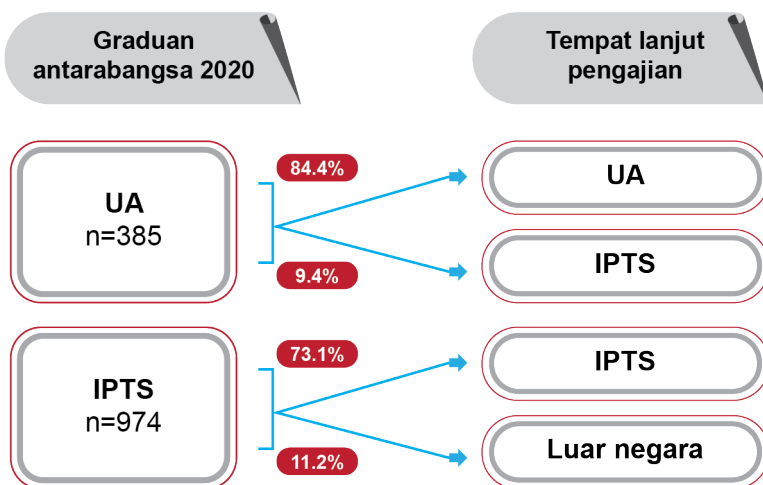 Graduan
antarabangsa 2020
Tempat lanjut
pengajian
UA
n=385
84.4%
9.4%
UA
IPTS
IPTS
n=974
73.1%
11.2%
IPTS
Luar negara